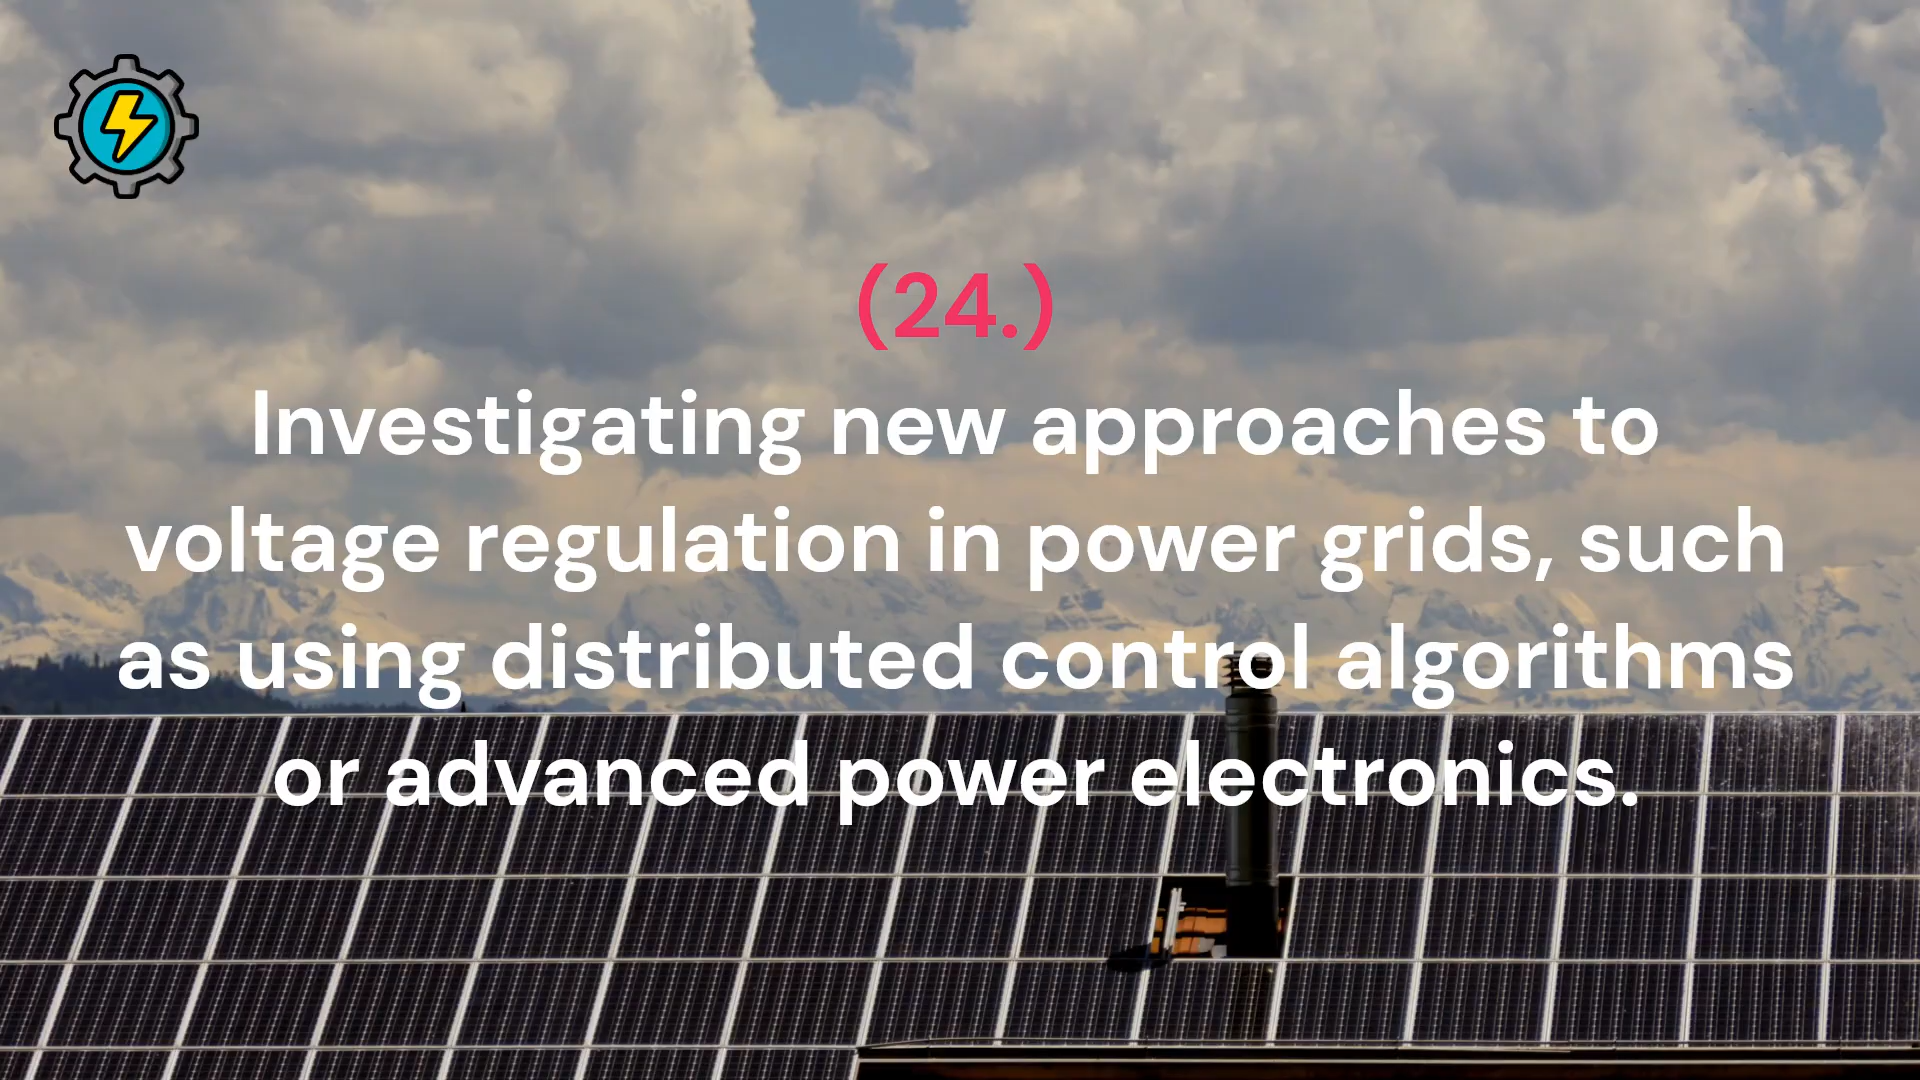 (24.)
Investigating new approaches to
voltage regulation in power grids, such
as using distributed control algorithms
or advanced power electronics.